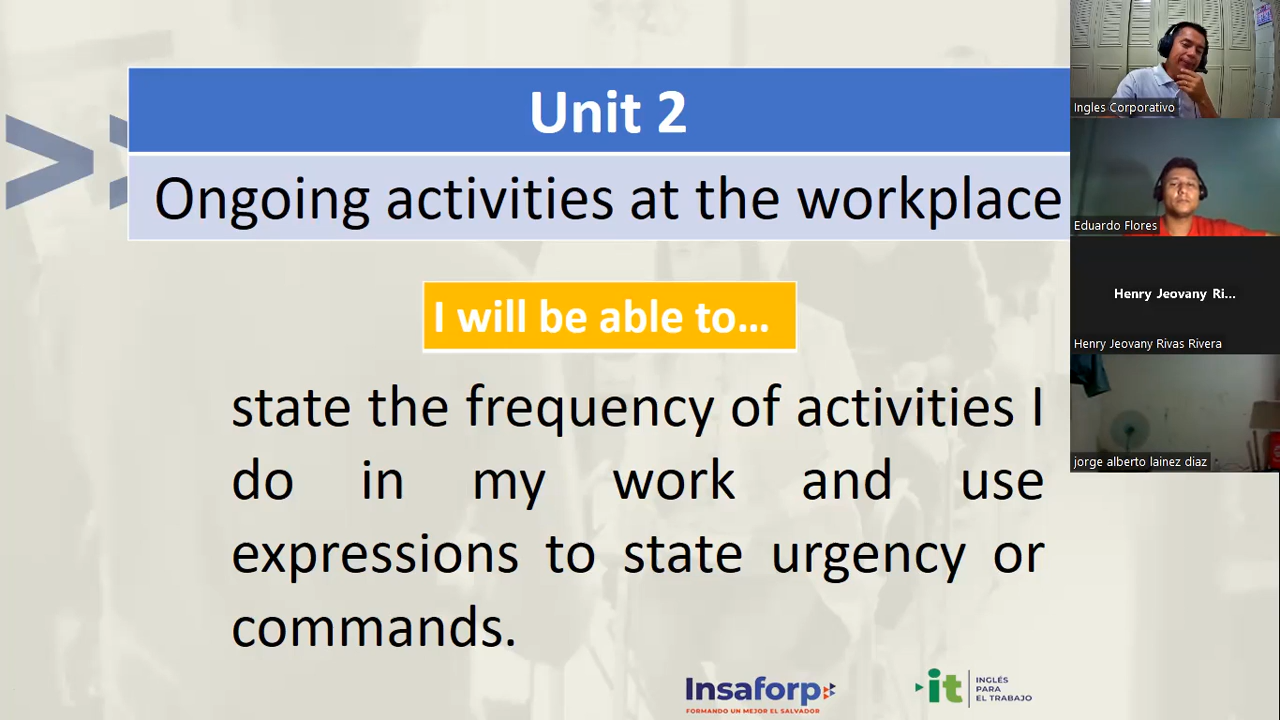 Unit 2
Ongoing activities at the workplace
I will be able to...
state the frequency of activities I
do in my work and use
expressions to state urgency or
commands.
Insaforp
FORMANDO UN MEJOR EL SALVADOR
it
INGLÉS
PARA
EL TRABAJO
Ingles Corporativo
Eduardo Flores
Henry Jeovany Ri...
Henry Jeovany Rivas Rivera
jorge alberto lainez diaz